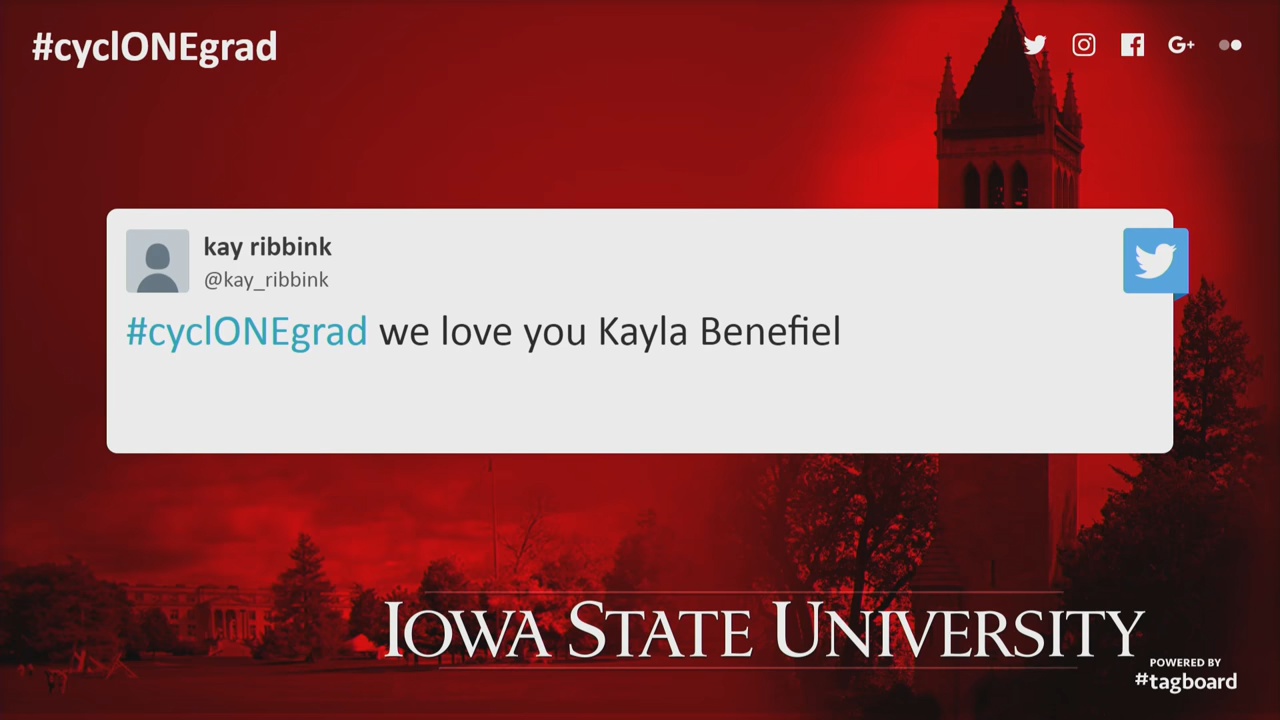 #cyclONEgrad
kay ribbink
@kay_ribbink
#cyclONEgrad we love you Kayla Benefiel
IOWA STATE UNIVERSITY
POWERED BY
#tagboard